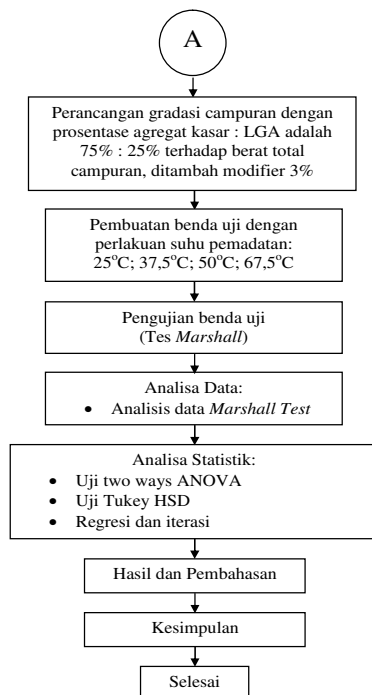 A
Perancangan gradasi campuran dengan
prosentase agregat kasar : LGA adalah
75% : 25% terhadap berat total
campuran, ditambah modifier 3%
Pembuatan benda uji dengan
perlakuan suhu pemadatan:
25°C; 37,5°C; 50°C; 67,5°C
Pengujian benda uji
(Tes Marshall)
Analisa Data:
• Analisis data Marshall Test
Analisa Statistik:
• Uji two ways ANOVA
• Uji Tukey HSD
• Regresi dan iterasi
Hasil dan Pembahasan
Kesimpulan
Selesai